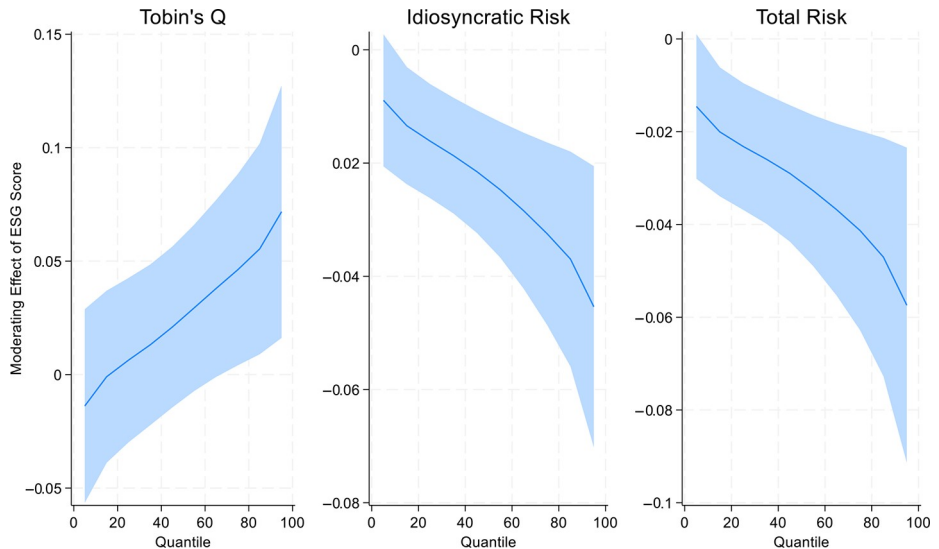 Tobin's Q
Idiosyncratic Risk
Total Risk
Moderating Effect of ESG Score
0.15
0.1
0.05
0
−0.05
0 20 40 60 80 100
Quantile
0
0.02
−0.04
−0.06
−0.08
0 20 40 60 80 100
Quantile
0
−0.02
−0.04
−0.06
−0.08
−0.1
0 20 40 60 80 100
Quantile